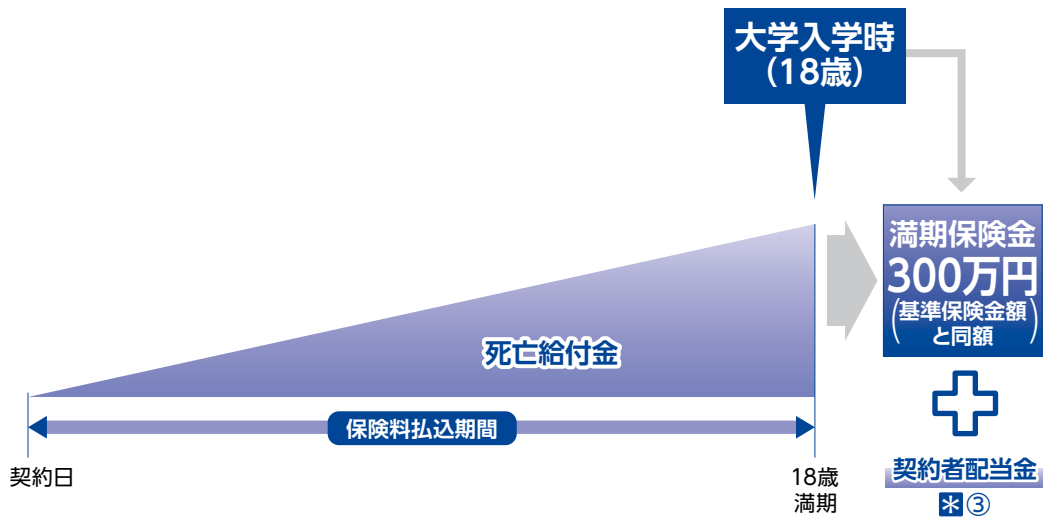 大学入学時
(18歳)
満期保険金
300万円
(基準保険金額
と同額)
死亡給付金
保険料払込期間
契約日
18歳
満期
契約者配当金
*③